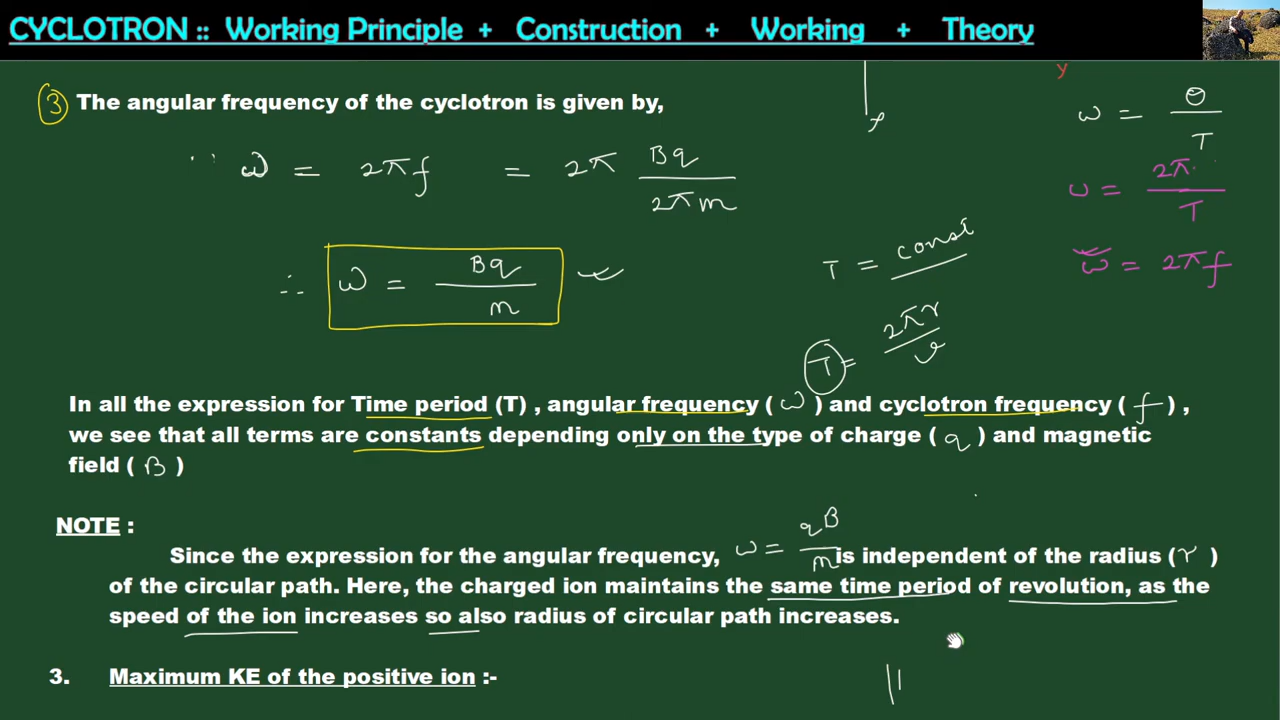 CYCLOTRON :: Working Principle + Construction + Working + Theory
y
3 The angular frequency of the cyclotron is given by,
f
ω = θ / T
∵ ω = 2πf = 2π Bq / 2πm
ω = 2π / T
∴ ω = Bq / m
T = const
ω = 2πf
T = 2πr / v
In all the expression for Time period (T) , angular frequency ( ω ) and cyclotron frequency ( f ) ,
we see that all terms are constants depending only on the type of charge ( q ) and magnetic
field ( B )
NOTE :
Since the expression for the angular frequency, ω = qB / m is independent of the radius ( r )
of the circular path. Here, the charged ion maintains the same time period of revolution, as the
speed of the ion increases so also radius of circular path increases.
3. Maximum KE of the positive ion :-